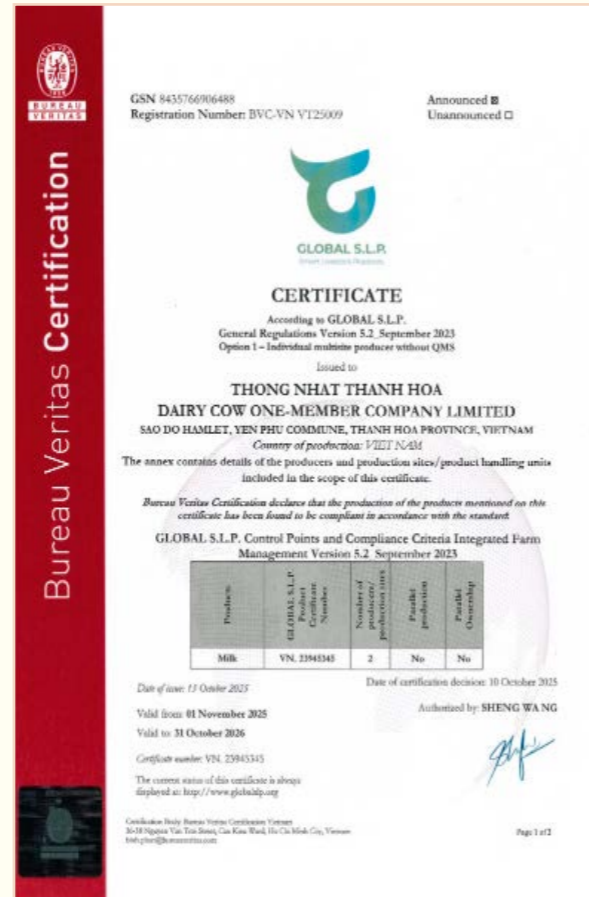 BUREAU
VERITAS
Bureau Veritas Certification
GSN 8435766906488
Registration Number: BVC-VN VT25009
Announced ☒
Unannounced ☐
GLOBAL S.L.P.
CERTIFICATE
According to GLOBAL S.L.P.
General Regulations Version 5.2_September 2023
Option 1 – Individual multisite producer without QMS
Issued to
THONG NHAT THANH HOA
DAIRY COW ONE-MEMBER COMPANY LIMITED
SAO DO HAMLET, YEN PHU COMMUNE, THANH HOA PROVINCE, VIETNAM
Country of production: VIET NAM
The annex contains details of the producers and production sites/product handling units
included in the scope of this certificate.
Bureau Veritas Certification declares that the production of the products mentioned on this
certificate has been found to be compliant in accordance with the standard.
GLOBAL S.L.P. Control Points and Compliance Criteria Integrated Farm
Management Version 5.2_September 2023
Products
GLOBAL S.L.P.
Product
Certificate
Number
Number of
producers/
production sites
Parallel
production
Parallel
Ownership
Milk VN. 23945345 2 No No
Date of issue: 13 October 2025
Date of certification decision: 10 October 2025
Valid from: 01 November 2025
Authorized by: SHENG WANG
Valid to: 31 October 2026
Certificate number: VN. 23945345
The current status of this certificate is always
displayed at: http://www.globalslp.org
Certification Body: Bureau Veritas Certification Vietnam
Page 1 of 2